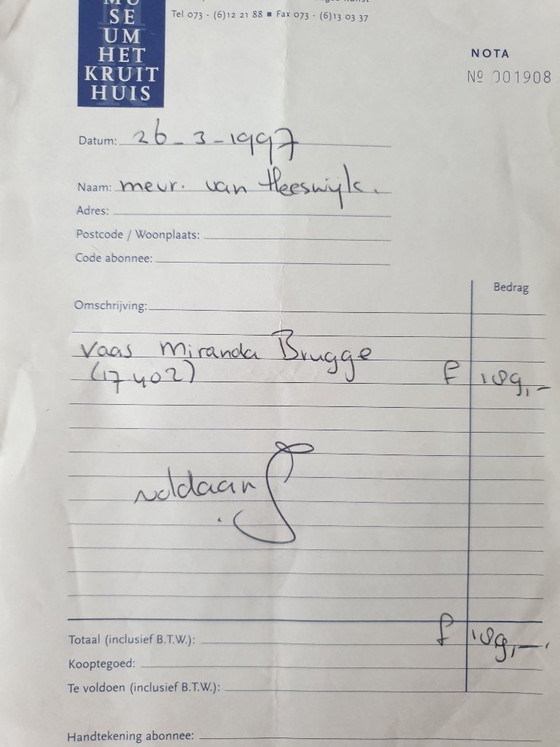 SE
UM
HET
KRUIT
HUIS
Tel 073 - (6)12 21 88 ■ Fax 073 - (6)13 03 37
NOTA
Nº 001908
Datum: 26-3-1997
Naam: mevr. van Heeswijk.
Adres:
Postcode / Woonplaats:
Code abonnee:
Bedrag
Omschrijving:
Vaas Miranda Brugge
(17402) f 189,-
voldaan
Totaal (inclusief B.T.W.): f 189,-
Kooptegoed:
Te voldoen (inclusief B.T.W.):
Handtekening abonnee: